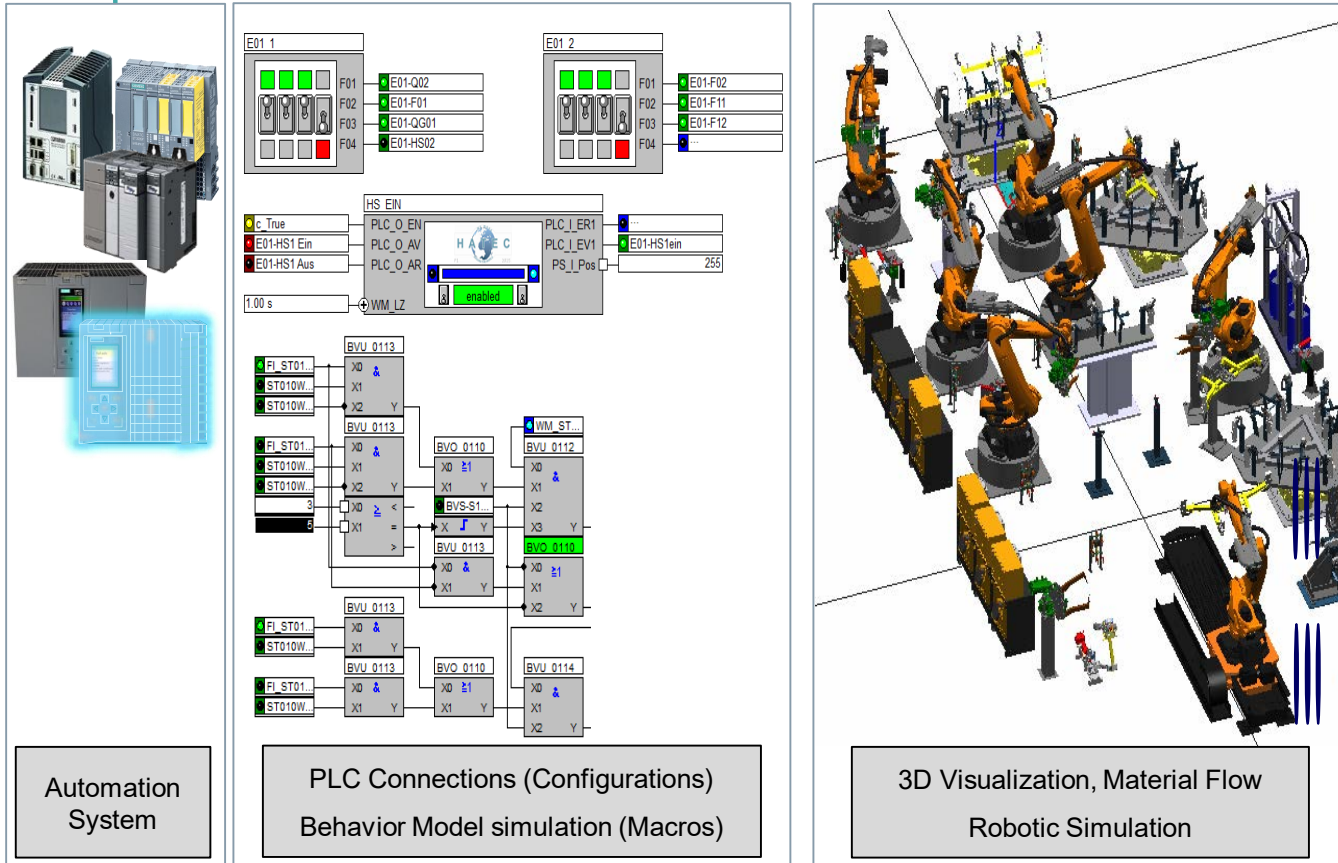 E01_1
F01 E01-Q02
F02 E01-F01
F03 E01-QG01
F04 E01-HS02
E01_2
F01 E01-F02
F02 E01-F11
F03 E01-F12
F04 ...
HS_EIN
c_True PLC_O_EN PLC_I_ER1 ...
E01-HS1 Ein PLC_O_AV HATEC PLC_I_EV1 E01-HS1ein
E01-HS1 Aus PLC_O_AR PS_I_Pos 255
enabled
1.00 s WM_LZ
BVU_0113
FI_ST01... X0 &
ST010W... X1
ST010W... X2 Y
BVU_0113
FI_ST01... X0 &
ST010W... X1
ST010W... X2 Y
3 X0 ≥ <
5 X1 =
>
BVO_0110
X0 ≥1
X1 Y
BVS-S1...
X Y
BVU_0113
X0 &
X1 Y
WM_ST...
BVU_0112
X0 &
X1
X2
X3 Y
BVO_0110
X0 ≥1
X1
X2 Y
BVU_0113
FI_ST01... X0 &
ST010W... X1 Y
BVU_0113
FI_ST01... X0 &
ST010W... X1 Y
BVO_0110
X0 ≥1
X1 Y
BVU_0114
X0 &
X1
X2 Y
Automation
System
PLC Connections (Configurations)
Behavior Model simulation (Macros)
3D Visualization, Material Flow
Robotic Simulation